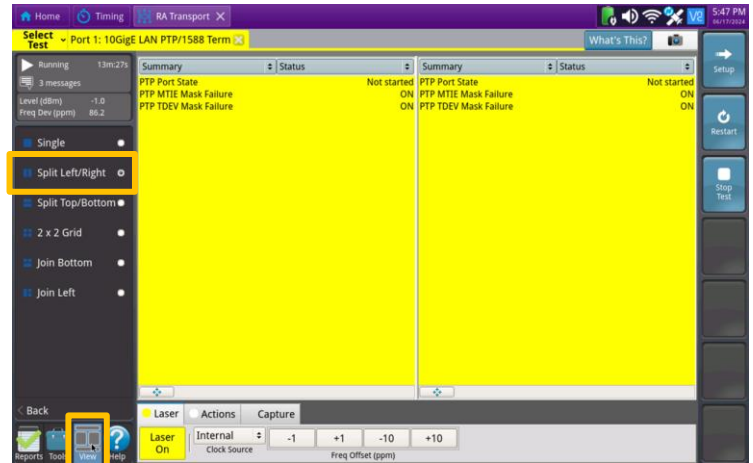 Home Timing RA Transport V2 5:47 PM
06/17/2024
Select Test Port 1: 10GigE LAN PTP/1588 Term What's This?
Running 13m:27s
3 messages
Level (dBm) -1.0
Freq Dev (ppm) 86.2
Single
Split Left/Right
Split Top/Bottom
2 x 2 Grid
Join Bottom
Join Left
Back
Reports Tools View Help
Summary Status
PTP Port State Not started
PTP MTIE Mask Failure ON
PTP TDEV Mask Failure ON
Summary Status
PTP Port State Not started
PTP MTIE Mask Failure ON
PTP TDEV Mask Failure ON
Laser Actions Capture
Laser On Internal -1 +1 -10 +10
Clock Source Freq Offset (ppm)
Setup
Restart
Stop Test